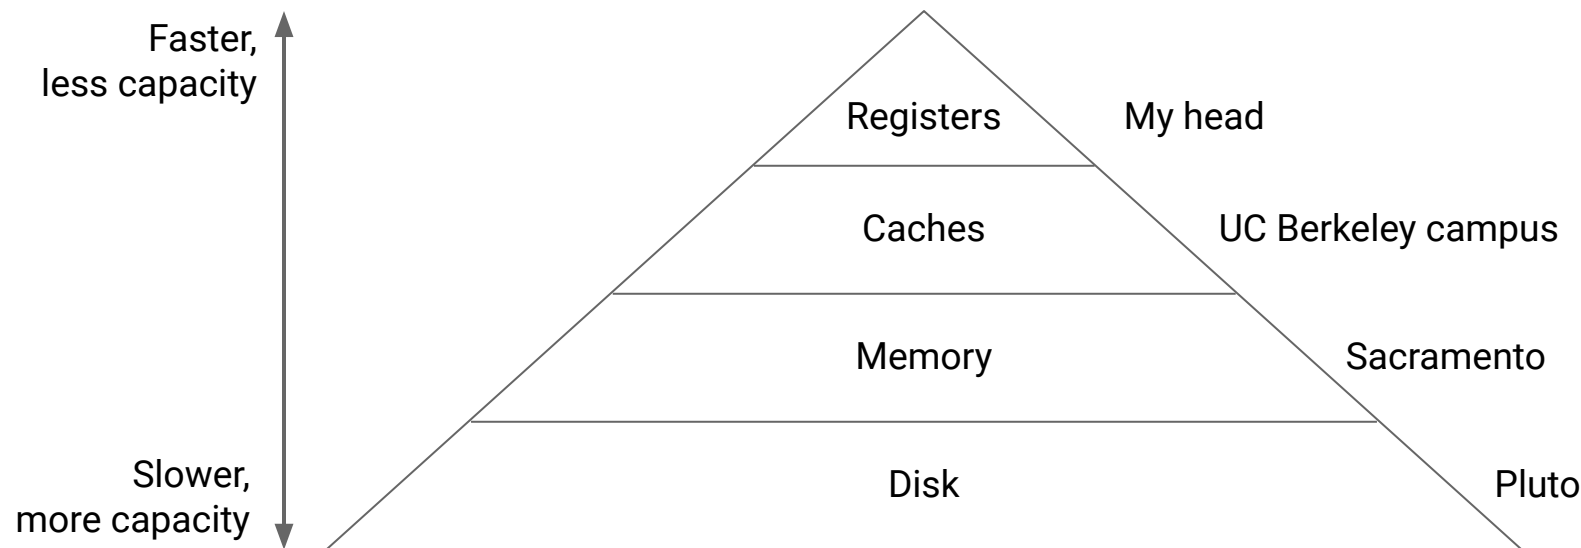 Faster,
less capacity
Registers
My head
Caches
UC Berkeley campus
Memory
Sacramento
Slower,
more capacity
Disk
Pluto